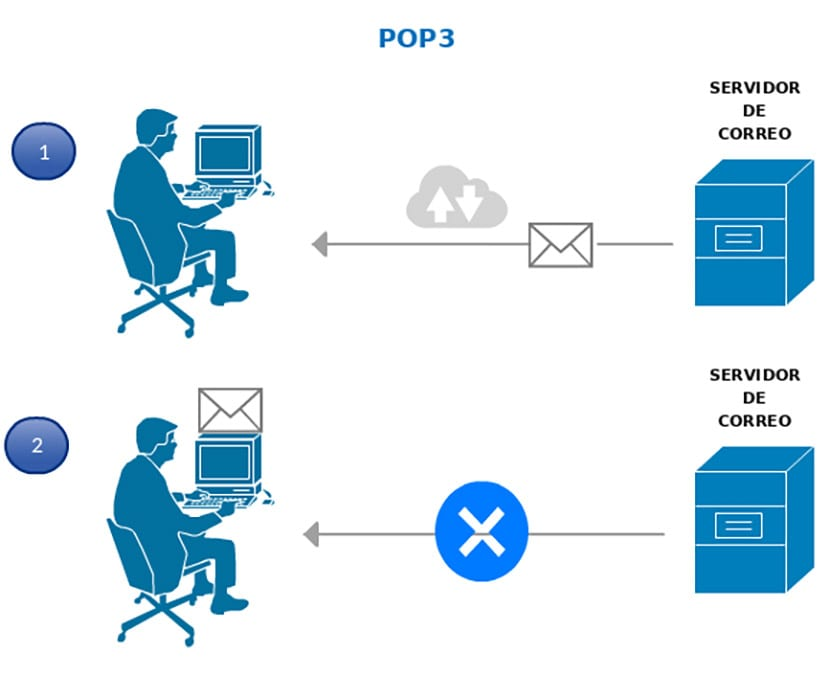 POP3
1
SERVIDOR
DE
CORREO
2
SERVIDOR
DE
CORREO